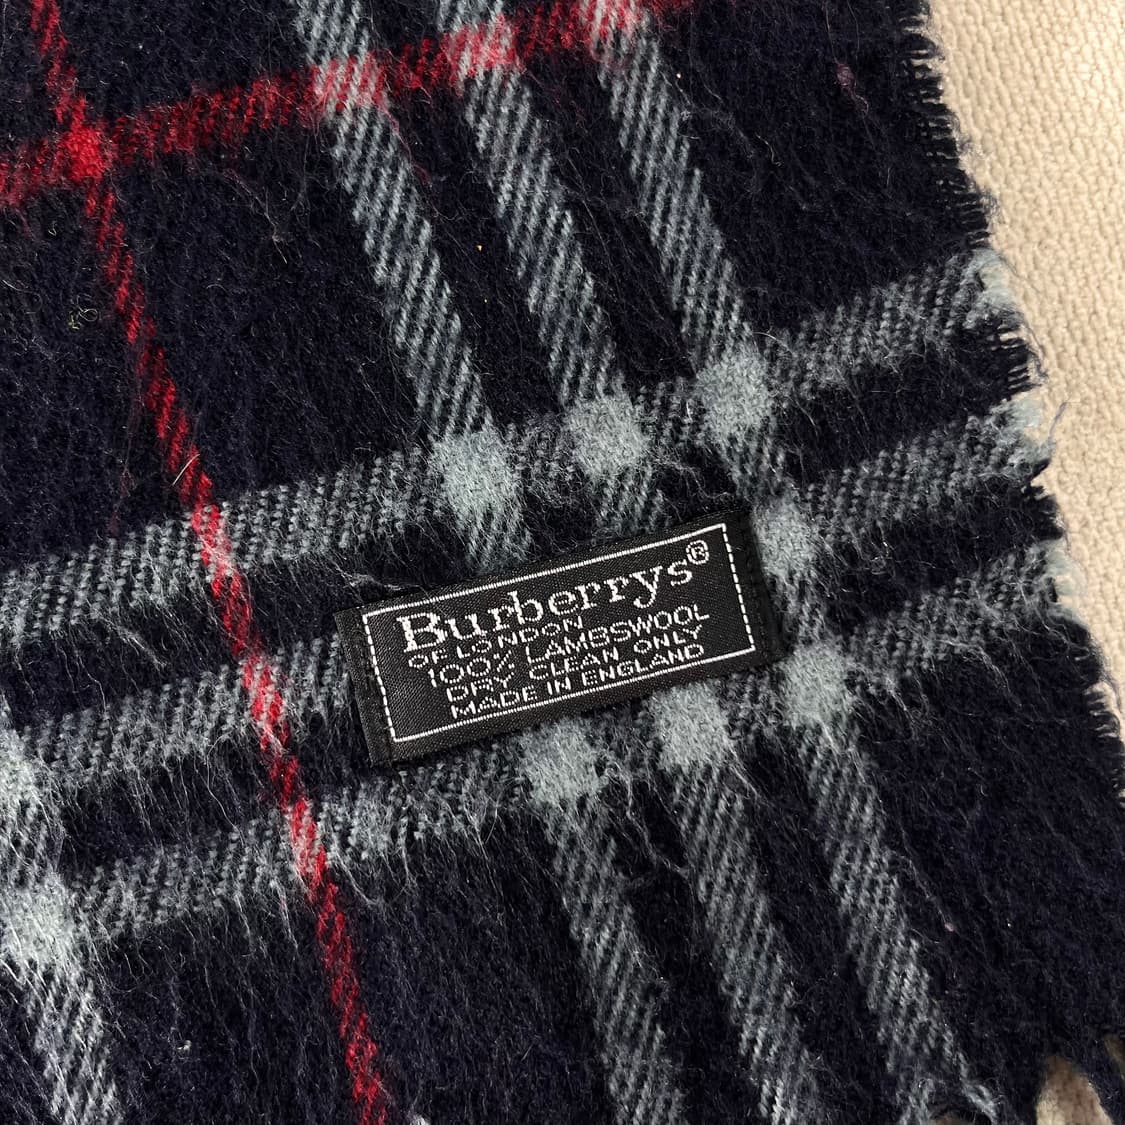 Burberrys®
OF LONDON
100% LAMBSWOOL
DRY CLEAN ONLY
MADE IN ENGLAND